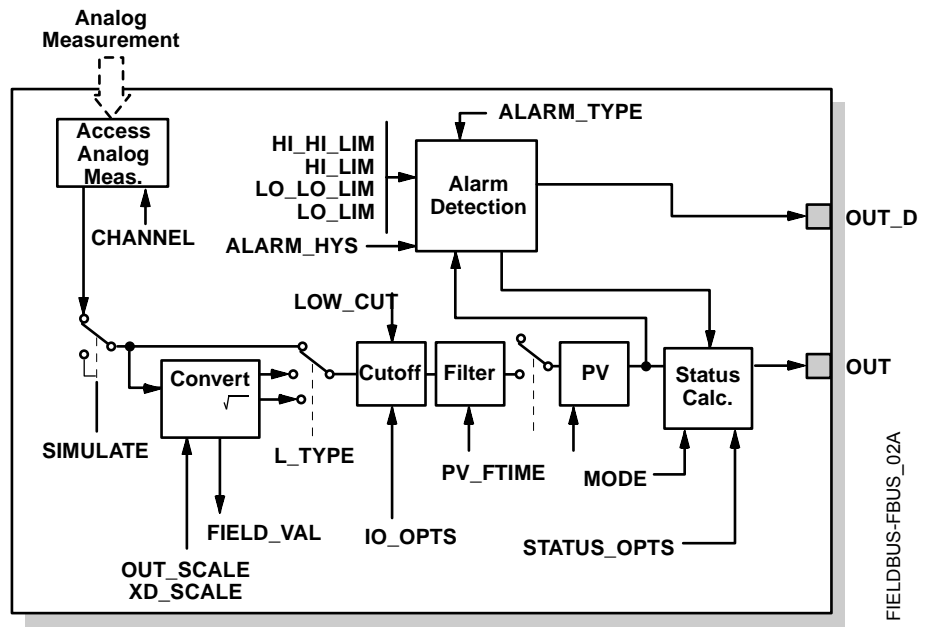 Analog
Measurement
Access
Analog
Meas.
CHANNEL
ALARM_TYPE
HI_HI_LIM
HI_LIM
LO_LO_LIM
LO_LIM
ALARM_HYS
Alarm
Detection
OUT_D
LOW_CUT
Convert
√
Cutoff
Filter
PV
Status
Calc.
OUT
SIMULATE
L_TYPE
PV_FTIME
MODE
FIELD_VAL
IO_OPTS
STATUS_OPTS
OUT_SCALE
XD_SCALE
FIELDBUS-FBUS_02A